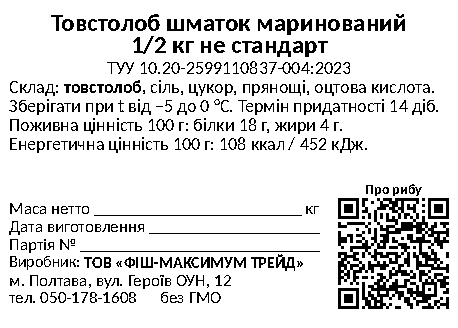 Товстолоб шматок маринований
1/2 кг не стандарт
ТУУ 10.20-2599110837-004:2023
Склад: товстолоб, сіль, цукор, прянощі, оцтова кислота.
Зберігати при t від −5 до 0 °С. Термін придатності 14 діб.
Поживна цінність 100 г: білки 18 г, жири 4 г.
Енергетична цінність 100 г: 108 ккал / 452 кДж.
Про рибу
Маса нетто ____________________ кг
Дата виготовлення ____________________
Партія № ____________________
Виробник: ТОВ «ФІШ-МАКСИМУМ ТРЕЙД»
м. Полтава, вул. Героїв ОУН, 12
тел. 050-178-1608 без ГМО